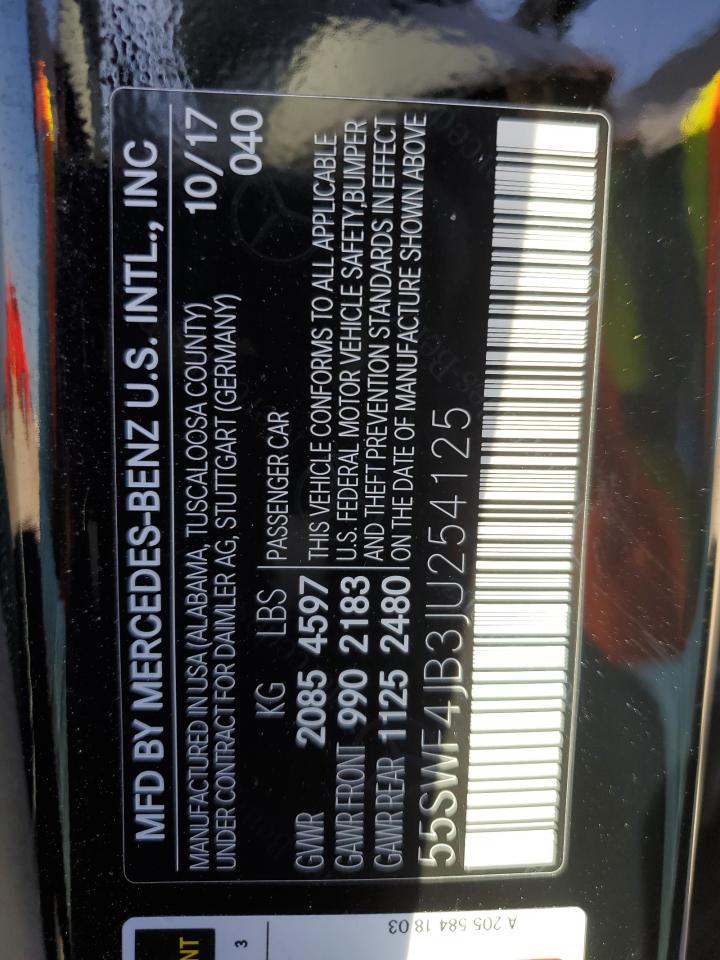 MFD BY MERCEDES-BENZ U.S. INTL., INC
MANUFACTURED IN USA (ALABAMA, TUSCALOOSA COUNTY) 10/17
UNDER CONTRACT FOR DAIMLER AG, STUTTGART (GERMANY) 040
KG LBS PASSENGER CAR
GVWR 2085 4597 THIS VEHICLE CONFORMS TO ALL APPLICABLE
GAWR FRONT 990 2183 U.S. FEDERAL MOTOR VEHICLE SAFETY,BUMPER
GAWR REAR 1125 2480 AND THEFT PREVENTION STANDARDS IN EFFECT
ON THE DATE OF MANUFACTURE SHOWN ABOVE
55SWF4JB3JU254125
A 205 584 18 03
NT
3